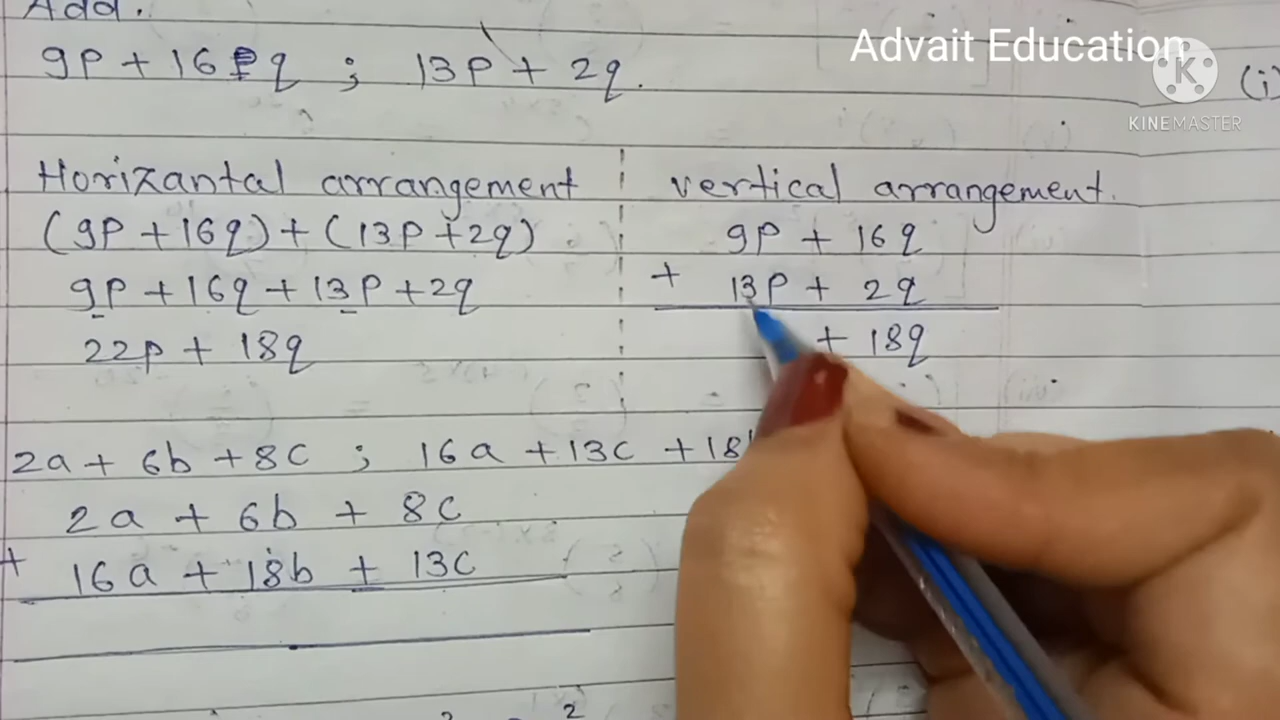 Add.
Advait Education
9p + 16 q ; 13p + 2q.
(i)
KINEMASTER
Horizantal arrangement
(9p + 16q) + (13p + 2q)
9p + 16q + 13p + 2q
22p + 18q
vertical arrangement.
9p + 16q
+ 13p + 2q
+ 18q
2a + 6b + 8c ; 16a + 13c + 18
2a + 6b + 8c
+ 16a + 18b + 13c